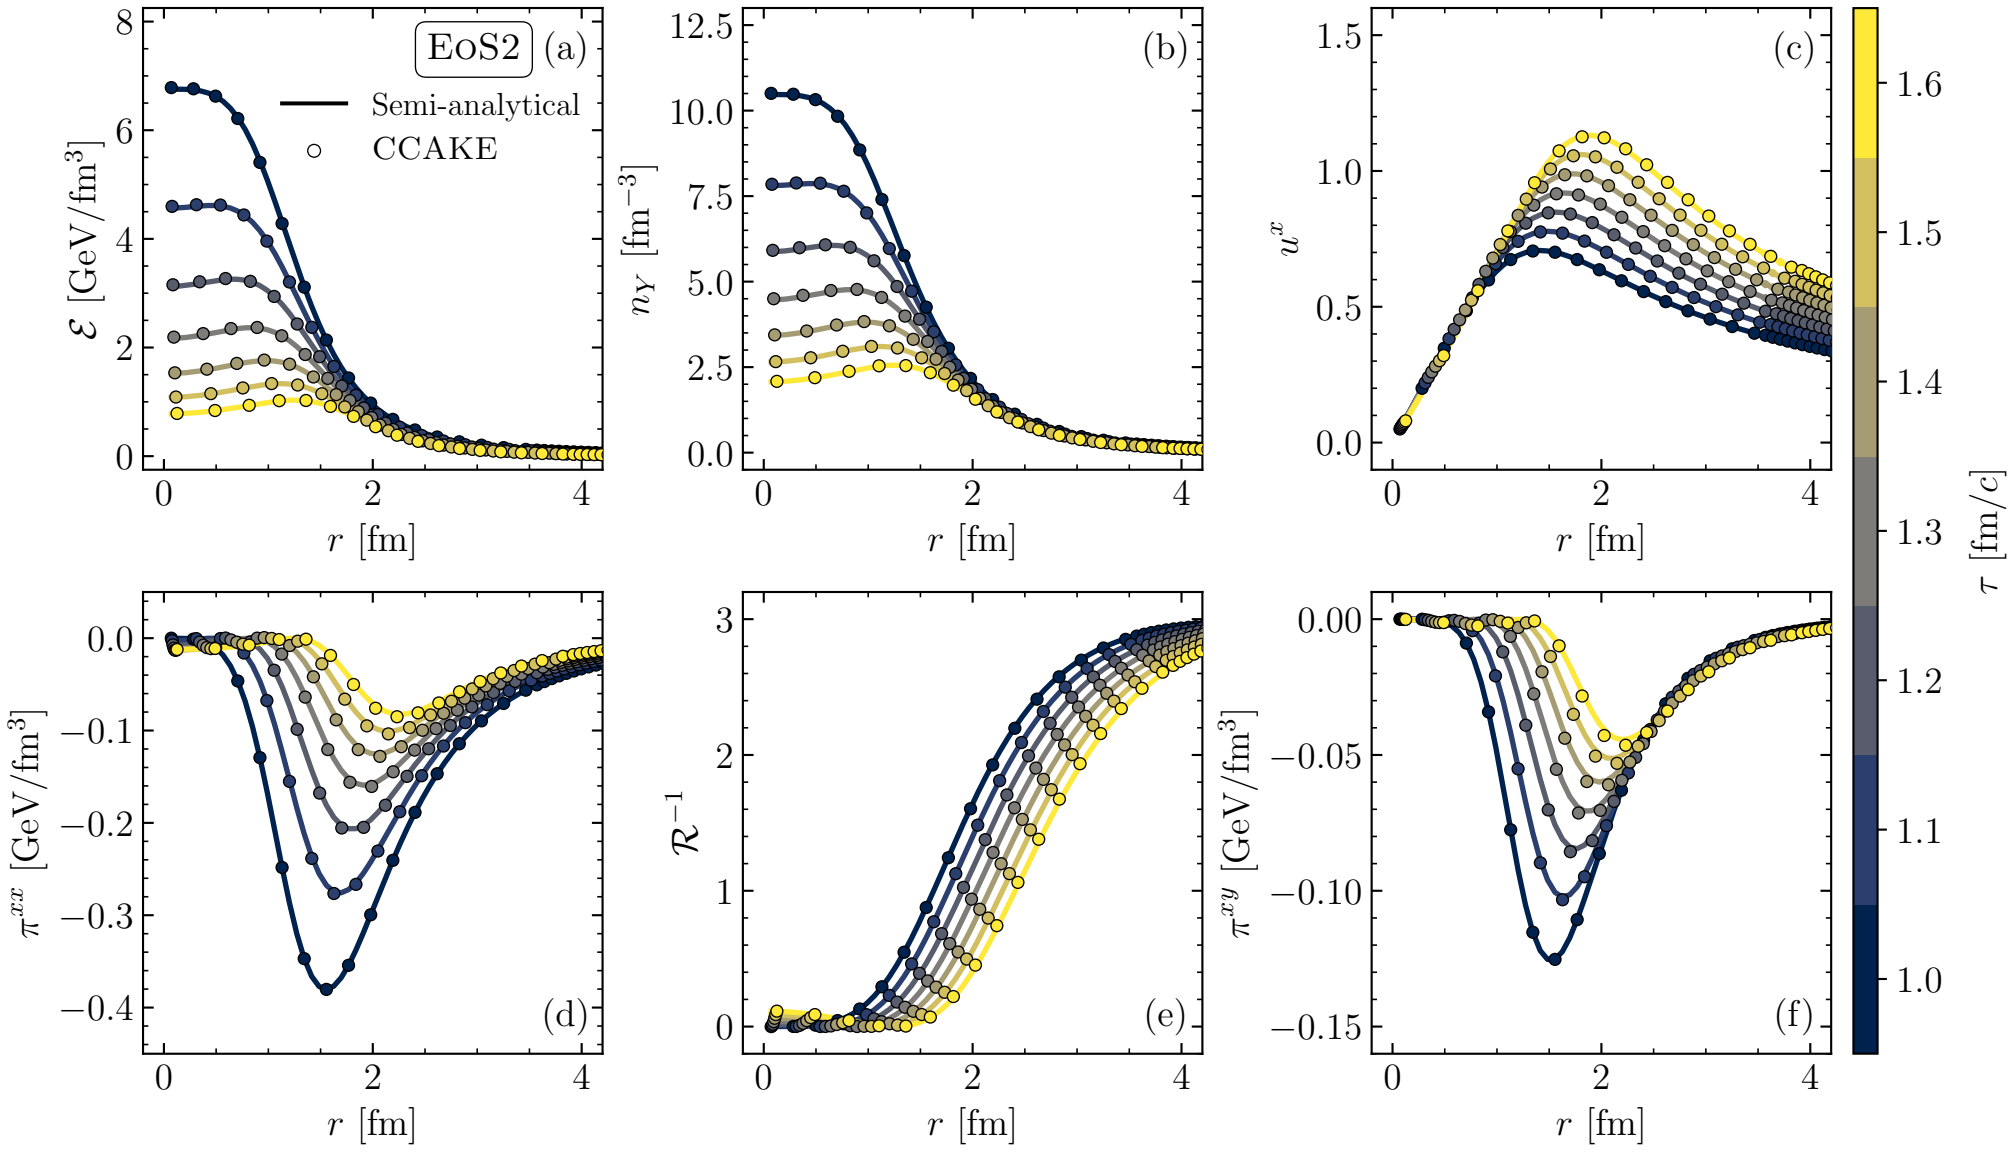 EoS2 (a)
Semi-analytical
CCAKE
8
6
4
2
0
ℰ [GeV/fm³]
0 2 4
r [fm]
(b)
12.5
10.0
7.5
5.0
2.5
0.0
n_Y [fm⁻³]
0 2 4
r [fm]
(c)
1.5
1.0
0.5
0.0
uˣ
0 2 4
r [fm]
(d)
0.0
−0.1
−0.2
−0.3
−0.4
πˣˣ [GeV/fm³]
0 2 4
r [fm]
(e)
3
2
1
0
ℛ⁻¹
0 2 4
r [fm]
(f)
0.00
−0.05
−0.10
−0.15
πˣʸ [GeV/fm³]
0 2 4
r [fm]
1.6
1.5
1.4
1.3
1.2
1.1
1.0
τ [fm/c]